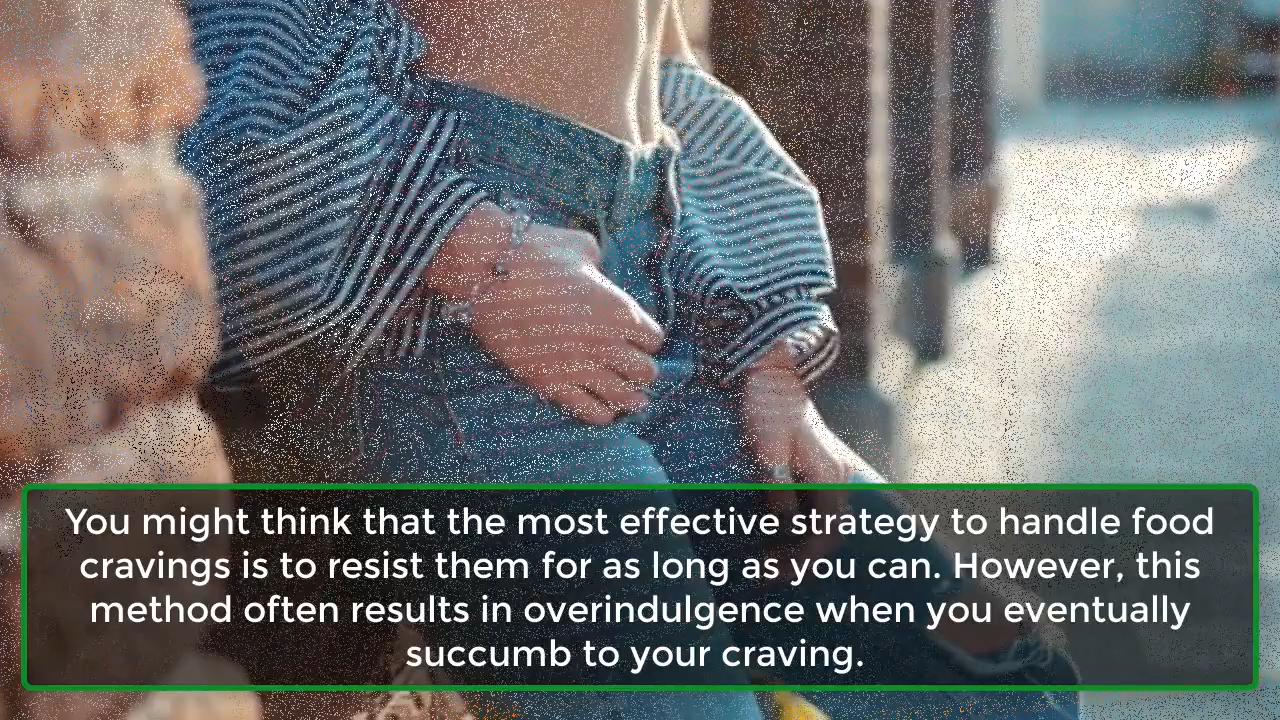 You might think that the most effective strategy to handle food
cravings is to resist them for as long as you can. However, this
method often results in overindulgence when you eventually
succumb to your craving.